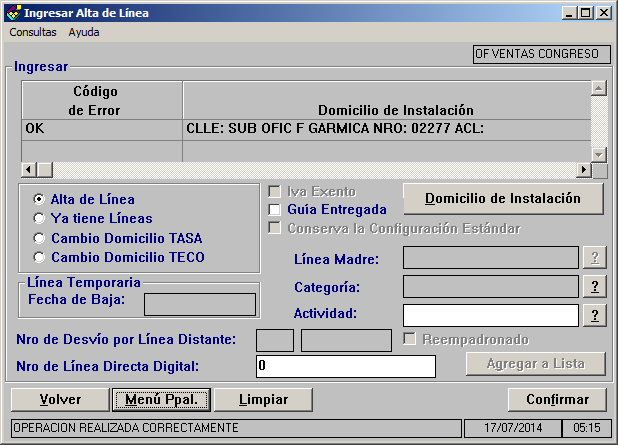 Ingresar Alta de Línea
Consultas Ayuda
OF VENTAS CONGRESO
Ingresar
Código
de Error
Domicilio de Instalación
OK CLLE: SUB OFIC F GARMICA NRO: 02277 ACL:
Alta de Línea
Ya tiene Líneas
Cambio Domicilio TASA
Cambio Domicilio TECO
Iva Exento
Guía Entregada
Conserva la Configuración Estándar
Domicilio de Instalación
Línea Madre: ?
Categoría: ?
Actividad: ?
Línea Temporaria
Fecha de Baja:
Nro de Desvío por Línea Distante:
Reempadronado
Nro de Línea Directa Digital: 0
Agregar a Lista
Volver Menú Ppal. Limpiar Confirmar
OPERACION REALIZADA CORRECTAMENTE 17/07/2014 05:15